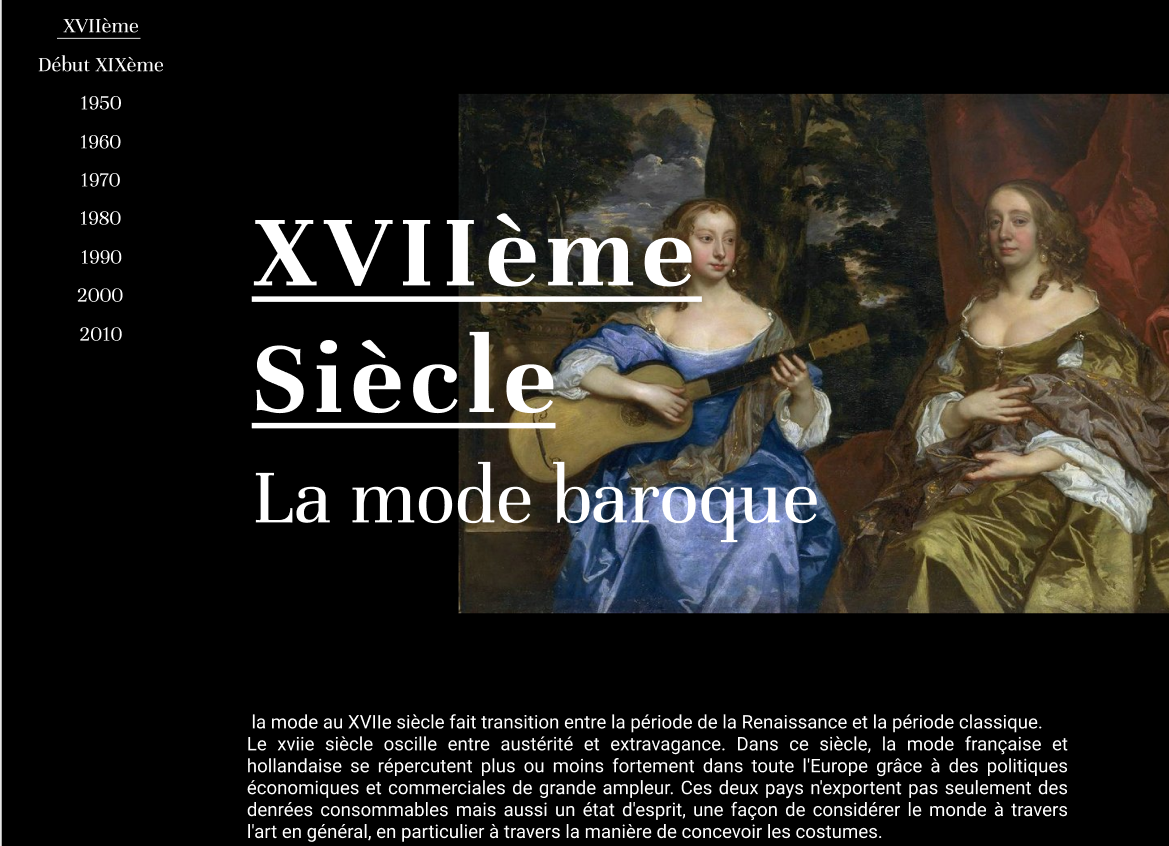 XVIIème
Début XIXème
1950
1960
1970
1980
1990
2000
2010
XVIIème
Siècle
La mode baroque
la mode au XVIIe siècle fait transition entre la période de la Renaissance et la période classique.
Le xviie siècle oscille entre austérité et extravagance. Dans ce siècle, la mode française et
hollandaise se répercutent plus ou moins fortement dans toute l'Europe grâce à des politiques
économiques et commerciales de grande ampleur. Ces deux pays n'exportent pas seulement des
denrées consommables mais aussi un état d'esprit, une façon de considérer le monde à travers
l'art en général, en particulier à travers la manière de concevoir les costumes.